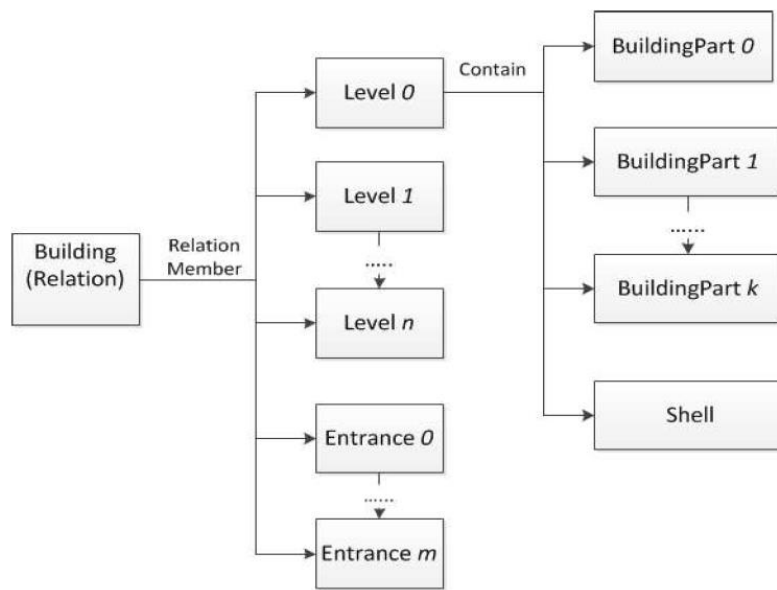 Building
(Relation)
Relation
Member
Level 0
Level 1
.....
Level n
Entrance 0
......
Entrance m
Contain
BuildingPart 0
BuildingPart 1
......
BuildingPart k
Shell